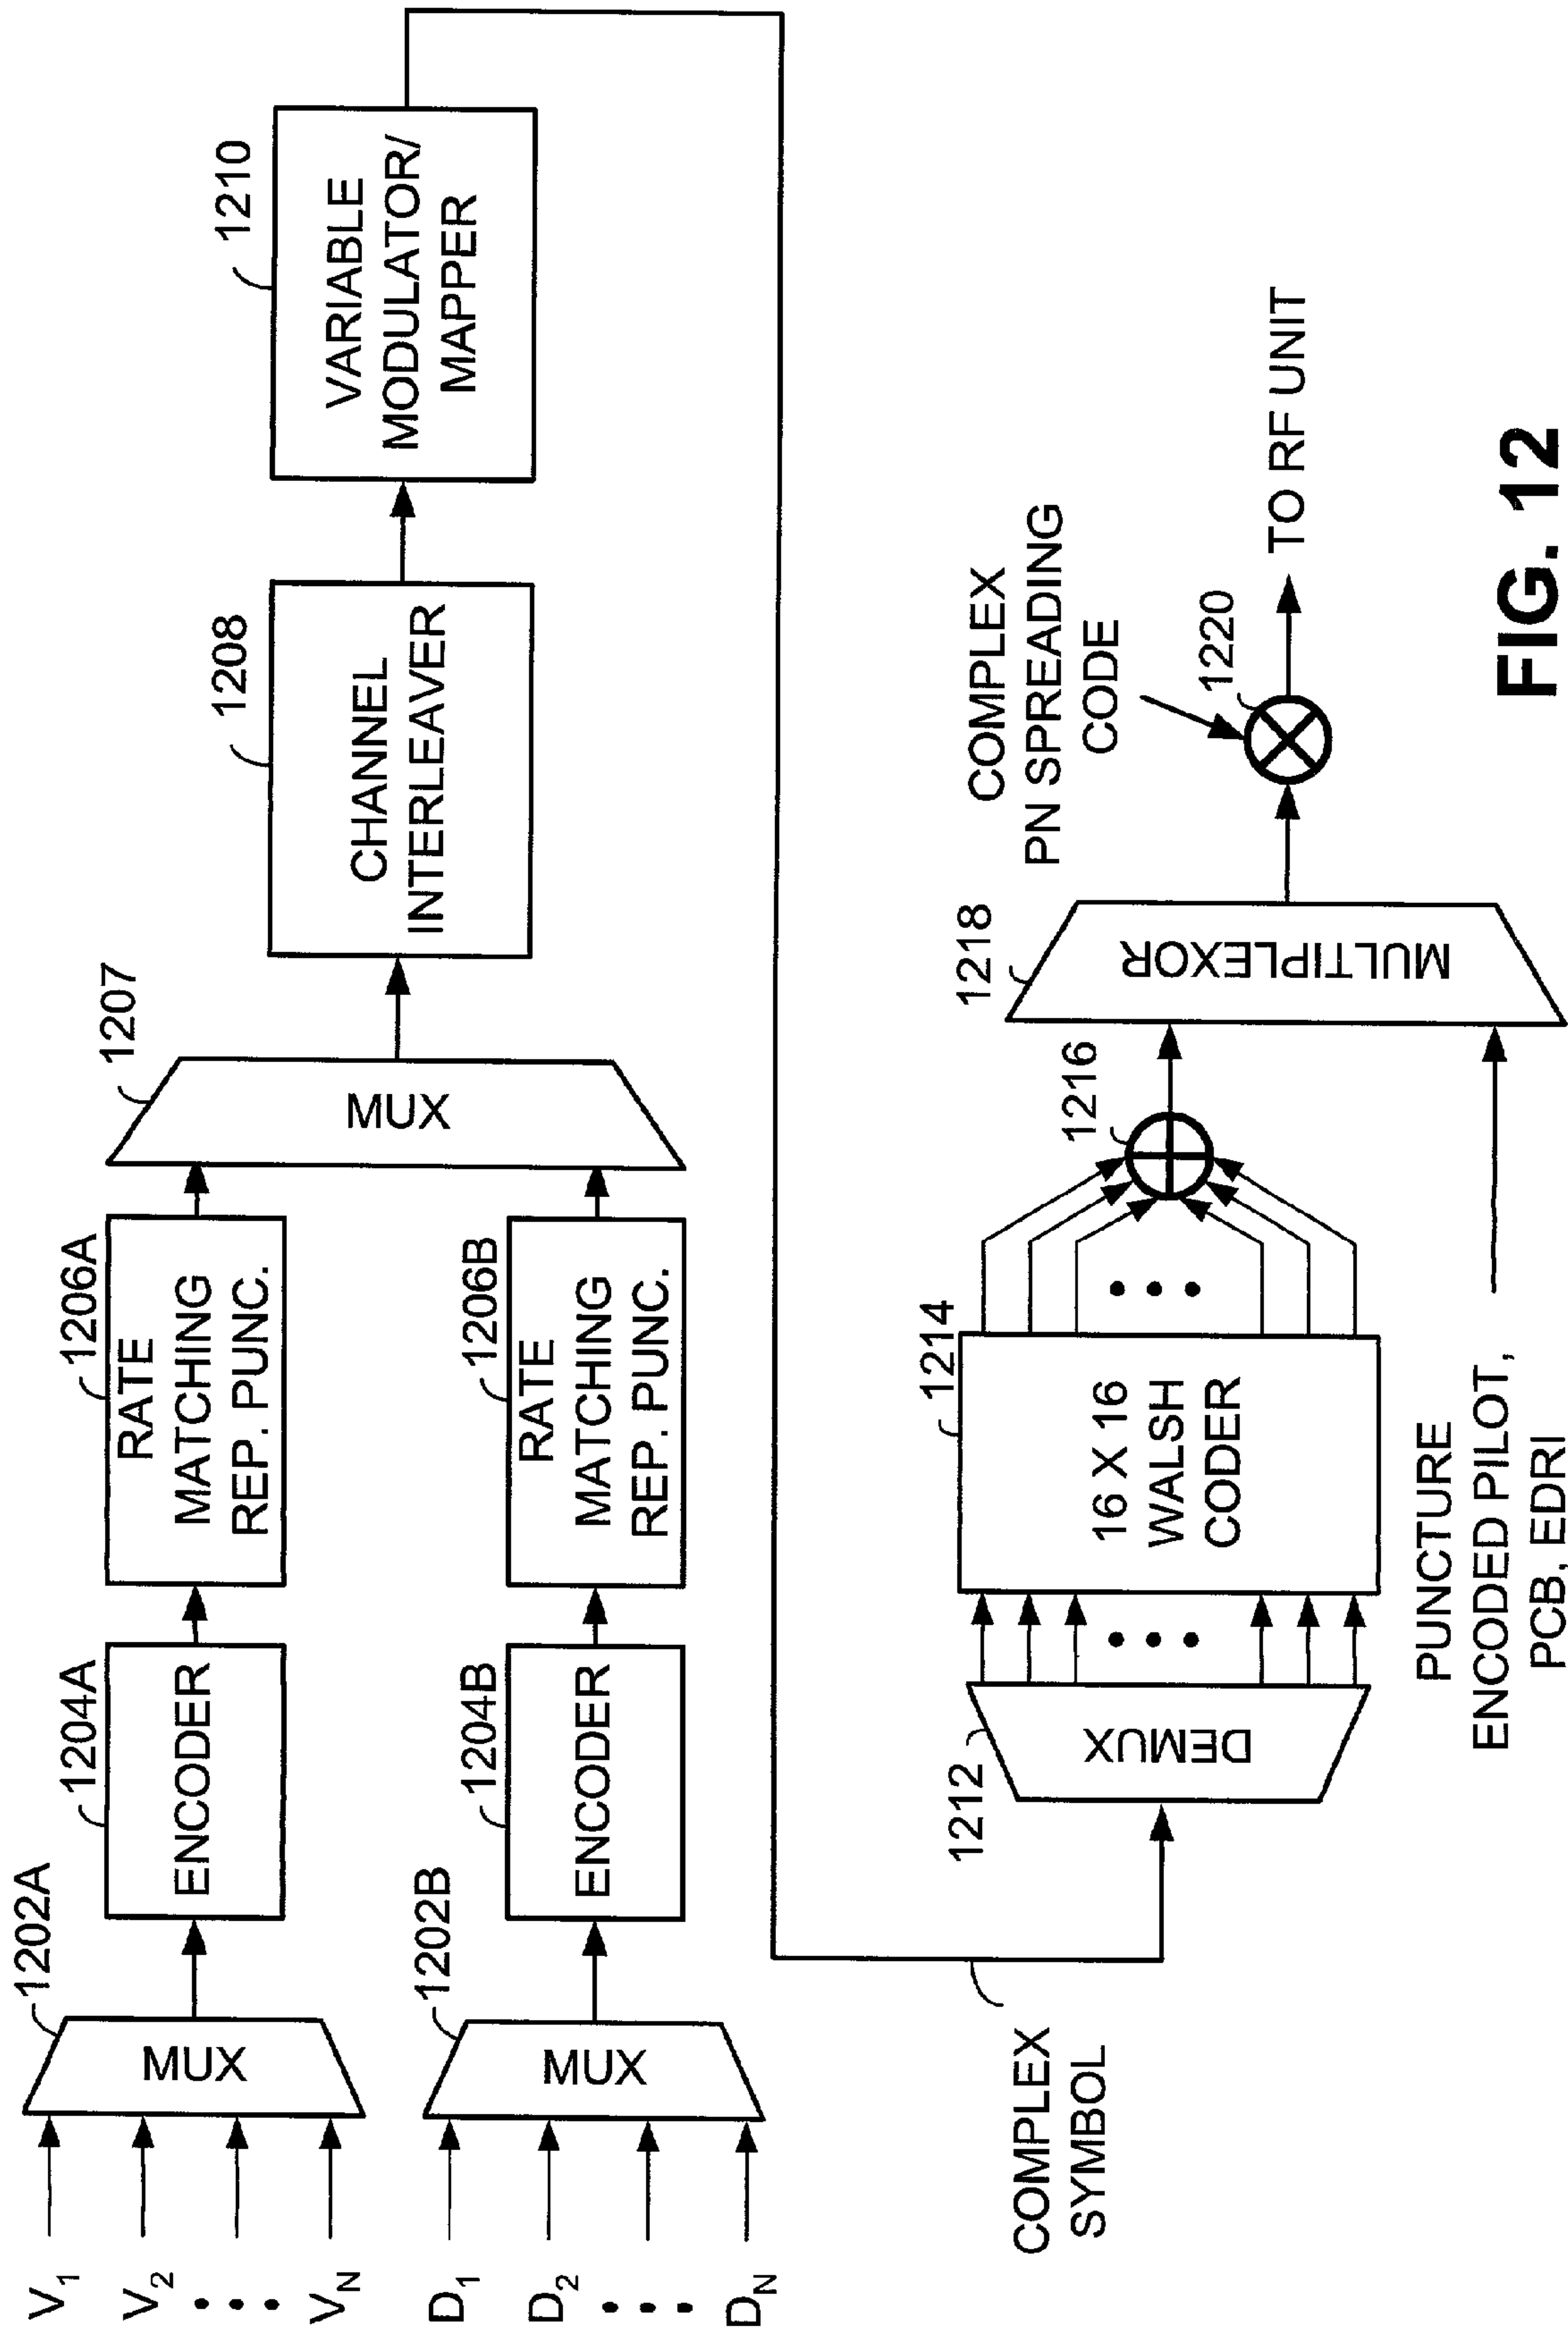 V1
V2
VN
1202A
MUX
1204A
ENCODER
1206A
RATE
MATCHING
REP. PUNC.
D1
D2
DN
1202B
MUX
1204B
ENCODER
1206B
RATE
MATCHING
REP. PUNC.
1207
MUX
1208
CHANNEL
INTERLEAVER
1210
VARIABLE
MODULATOR/
MAPPER
COMPLEX
SYMBOL
1212
DEMUX
1214
16 X 16
WALSH
CODER
1216
PUNCTURE
ENCODED PILOT,
PCB, EDRI
1218
MULTIPLEXOR
COMPLEX
PN SPREADING
CODE
1220
TO RF UNIT
FIG. 12